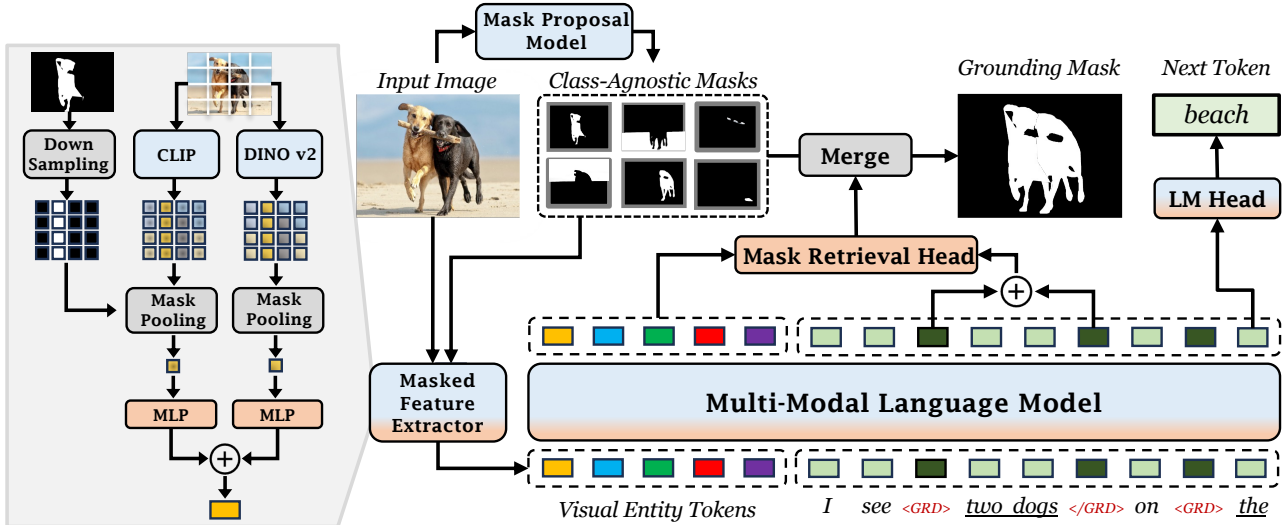 Mask Proposal
Model
Input Image
Class-Agnostic Masks
Grounding Mask
Next Token
beach
Down
Sampling
CLIP
DINO v2
Merge
LM Head
Mask Retrieval Head
Mask
Pooling
Mask
Pooling
MLP
MLP
Masked
Feature
Extractor
Multi-Modal Language Model
Visual Entity Tokens
I see <GRD> two dogs </GRD> on <GRD> the